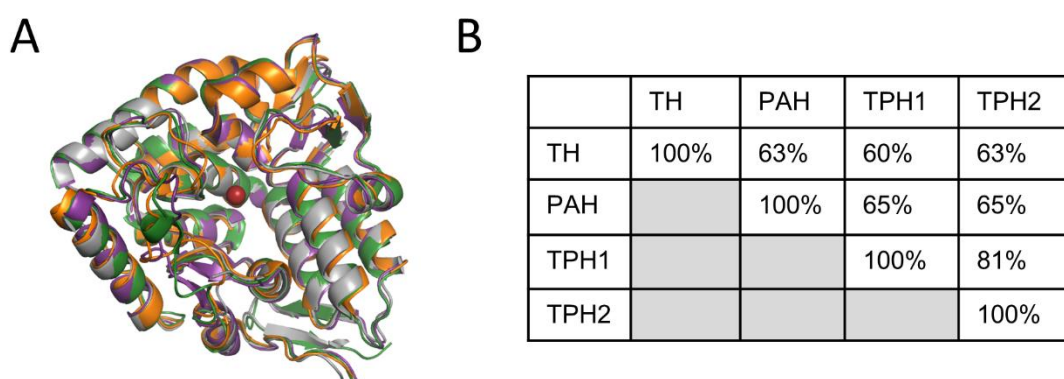 A
B
TH PAH TPH1 TPH2
TH 100% 63% 60% 63%
PAH 100% 65% 65%
TPH1 100% 81%
TPH2 100%